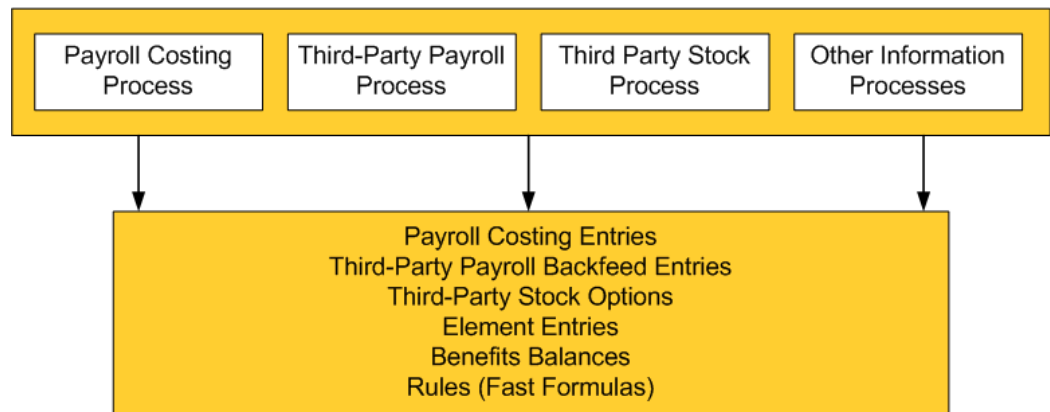 Payroll Costing
Process
Third-Party Payroll
Process
Third Party Stock
Process
Other Information
Processes
Payroll Costing Entries
Third-Party Payroll Backfeed Entries
Third-Party Stock Options
Element Entries
Benefits Balances
Rules (Fast Formulas)